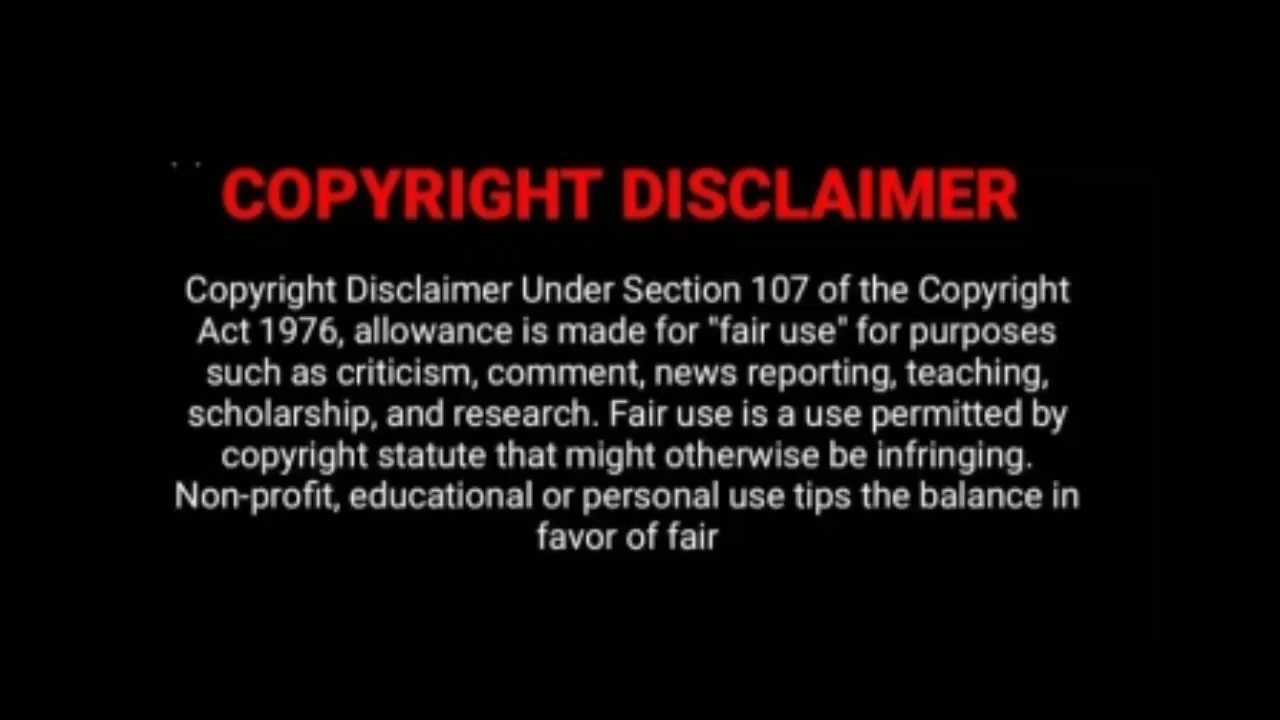 COPYRIGHT DISCLAIMER
Copyright Disclaimer Under Section 107 of the Copyright
Act 1976, allowance is made for "fair use" for purposes
such as criticism, comment, news reporting, teaching,
scholarship, and research. Fair use is a use permitted by
copyright statute that might otherwise be infringing.
Non-profit, educational or personal use tips the balance in
favor of fair